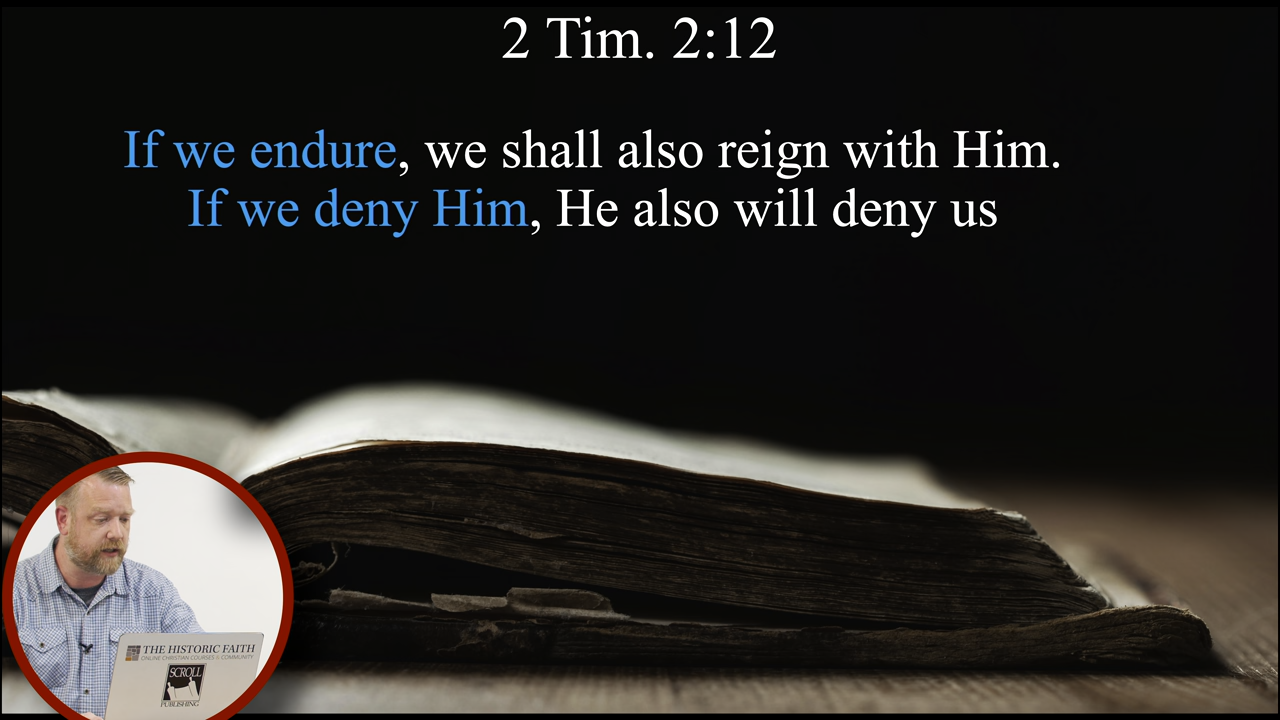 2 Tim. 2:12
If we endure, we shall also reign with Him.
If we deny Him, He also will deny us
THE HISTORIC FAITH
ONLINE CHRISTIAN COURSES & COMMUNITY
SCROLL
PUBLISHING